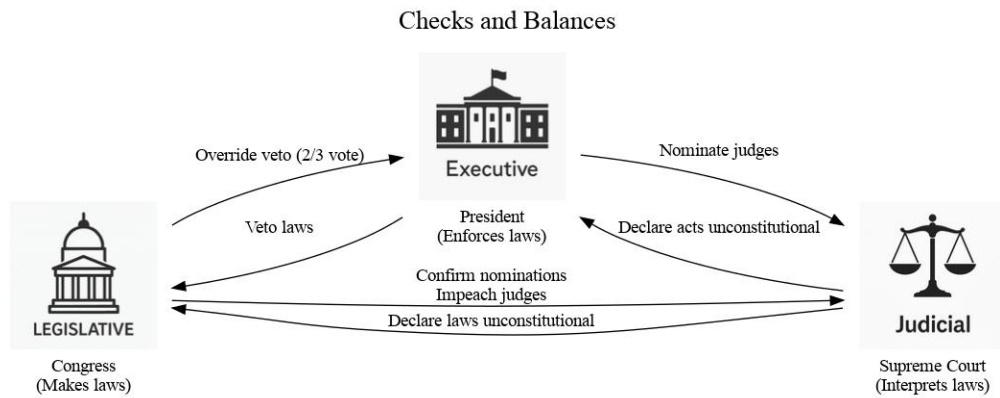 Checks and Balances
Executive
President
(Enforces laws)
Override veto (2/3 vote)
Nominate judges
Veto laws
Declare acts unconstitutional
LEGISLATIVE
Congress
(Makes laws)
Confirm nominations
Impeach judges
Declare laws unconstitutional
Judicial
Supreme Court
(Interprets laws)